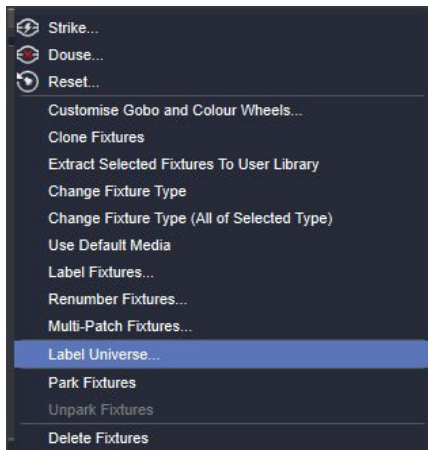 Strike...
Douse...
Reset...
Customise Gobo and Colour Wheels...
Clone Fixtures
Extract Selected Fixtures To User Library
Change Fixture Type
Change Fixture Type (All of Selected Type)
Use Default Media
Label Fixtures...
Renumber Fixtures...
Multi-Patch Fixtures...
Label Universe...
Park Fixtures
Unpark Fixtures
Delete Fixtures